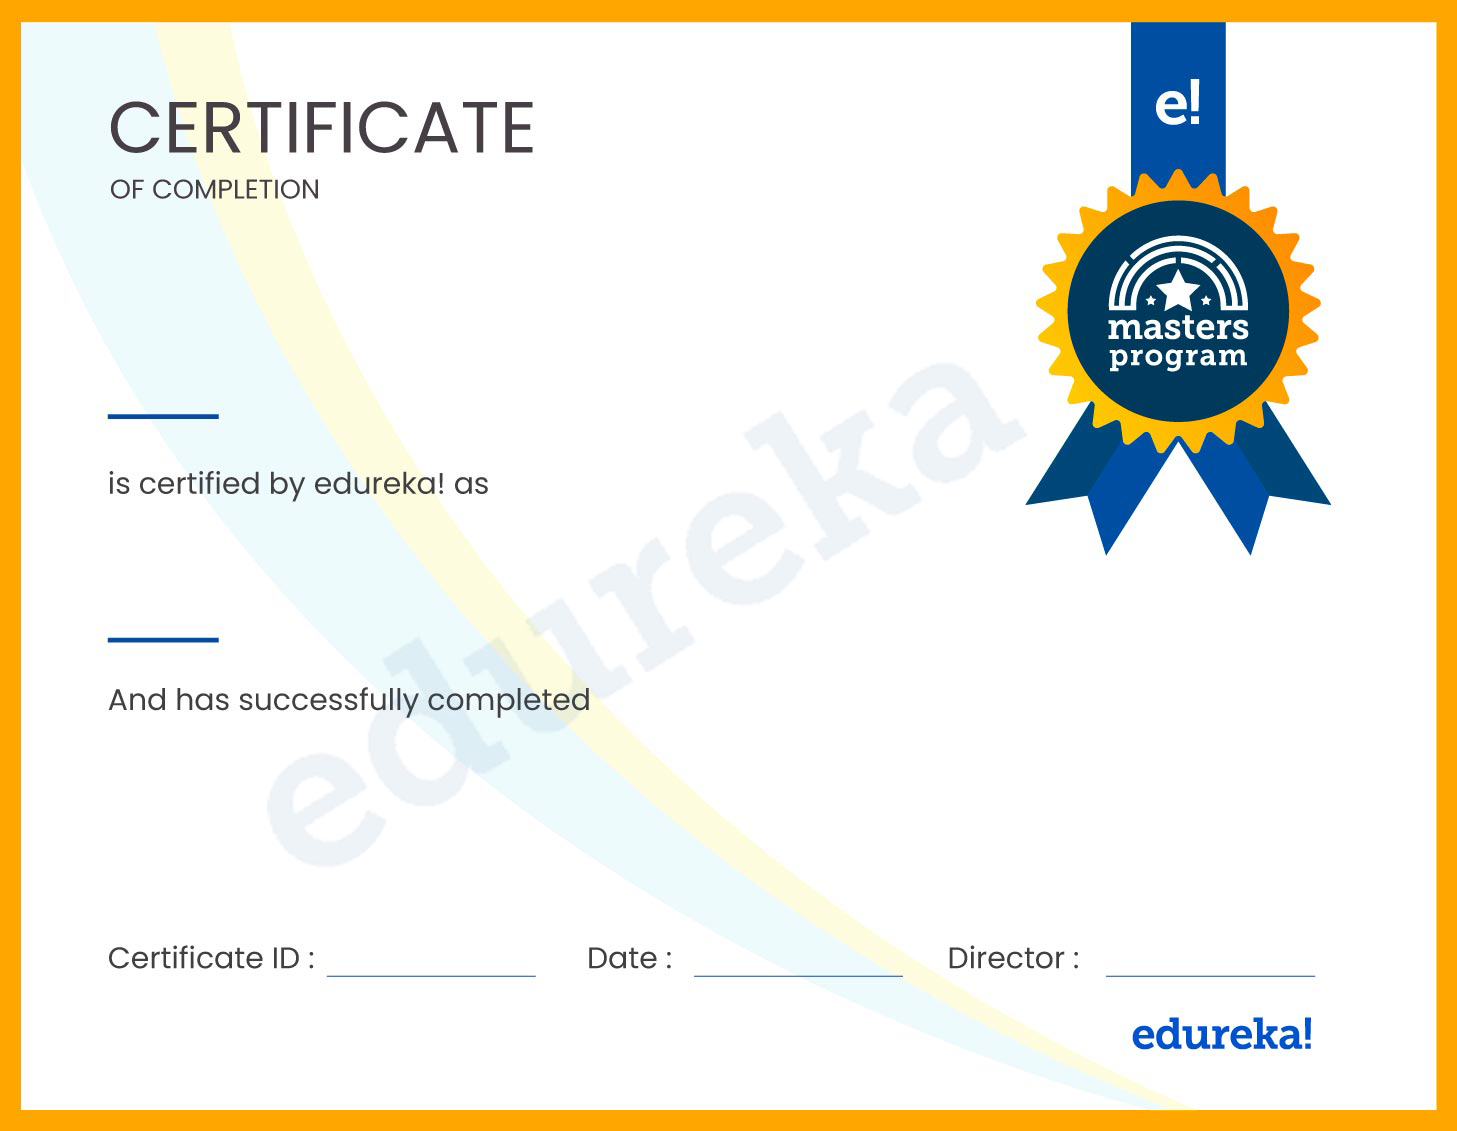 CERTIFICATE
OF COMPLETION
e!
masters
program
is certified by edureka! as
And has successfully completed
edureka
Certificate ID :
Date :
Director :
edureka!